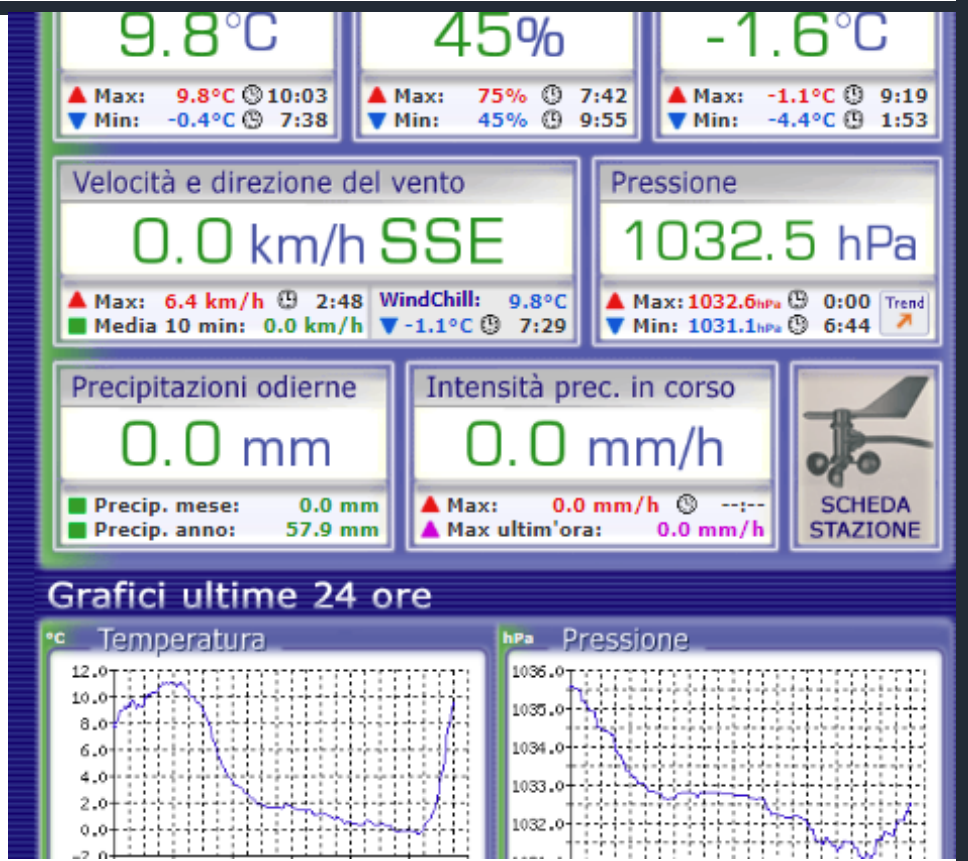 9.8°C 45% -1.6°C
Max: 9.8°C 10:03 Max: 75% 7:42 Max: -1.1°C 9:19
Min: -0.4°C 7:38 Min: 45% 9:55 Min: -4.4°C 1:53
Velocità e direzione del vento Pressione
0.0 km/h SSE 1032.5 hPa
Max: 6.4 km/h 2:48 WindChill: 9.8°C Max: 1032.6hPa 0:00 Trend
Media 10 min: 0.0 km/h -1.1°C 7:29 Min: 1031.1hPa 6:44
Precipitazioni odierne Intensità prec. in corso
0.0 mm 0.0 mm/h
Precip. mese: 0.0 mm Max: 0.0 mm/h --:-- SCHEDA
Precip. anno: 57.9 mm Max ultim'ora: 0.0 mm/h STAZIONE
Grafici ultime 24 ore
°C Temperatura hPa Pressione
12.0 1036.0
10.0
8.0 1035.0
6.0 1034.0
4.0 1033.0
2.0
0.0 1032.0
-2.0